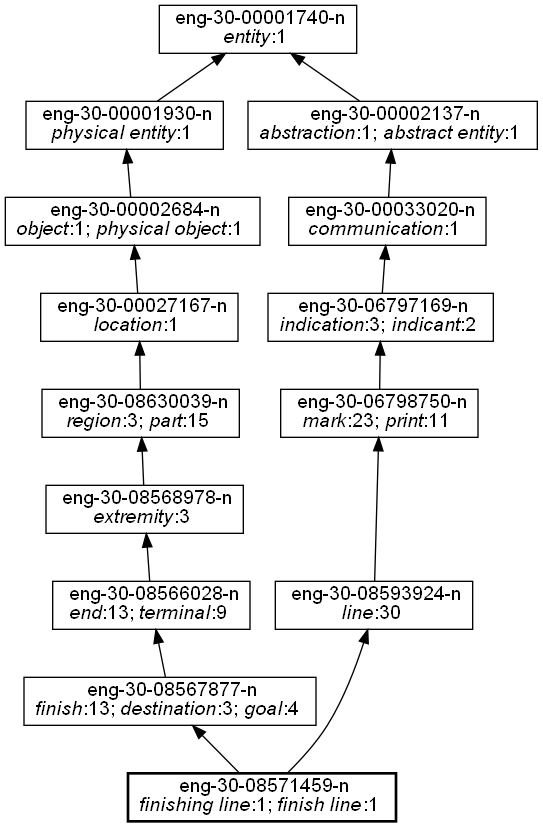 eng-30-00001740-n
entity:1
eng-30-00001930-n
physical entity:1
eng-30-00002137-n
abstraction:1; abstract entity:1
eng-30-00002684-n
object:1; physical object:1
eng-30-00033020-n
communication:1
eng-30-00027167-n
location:1
eng-30-06797169-n
indication:3; indicant:2
eng-30-08630039-n
region:3; part:15
eng-30-06798750-n
mark:23; print:11
eng-30-08568978-n
extremity:3
eng-30-08566028-n
end:13; terminal:9
eng-30-08593924-n
line:30
eng-30-08567877-n
finish:13; destination:3; goal:4
eng-30-08571459-n
finishing line:1; finish line:1